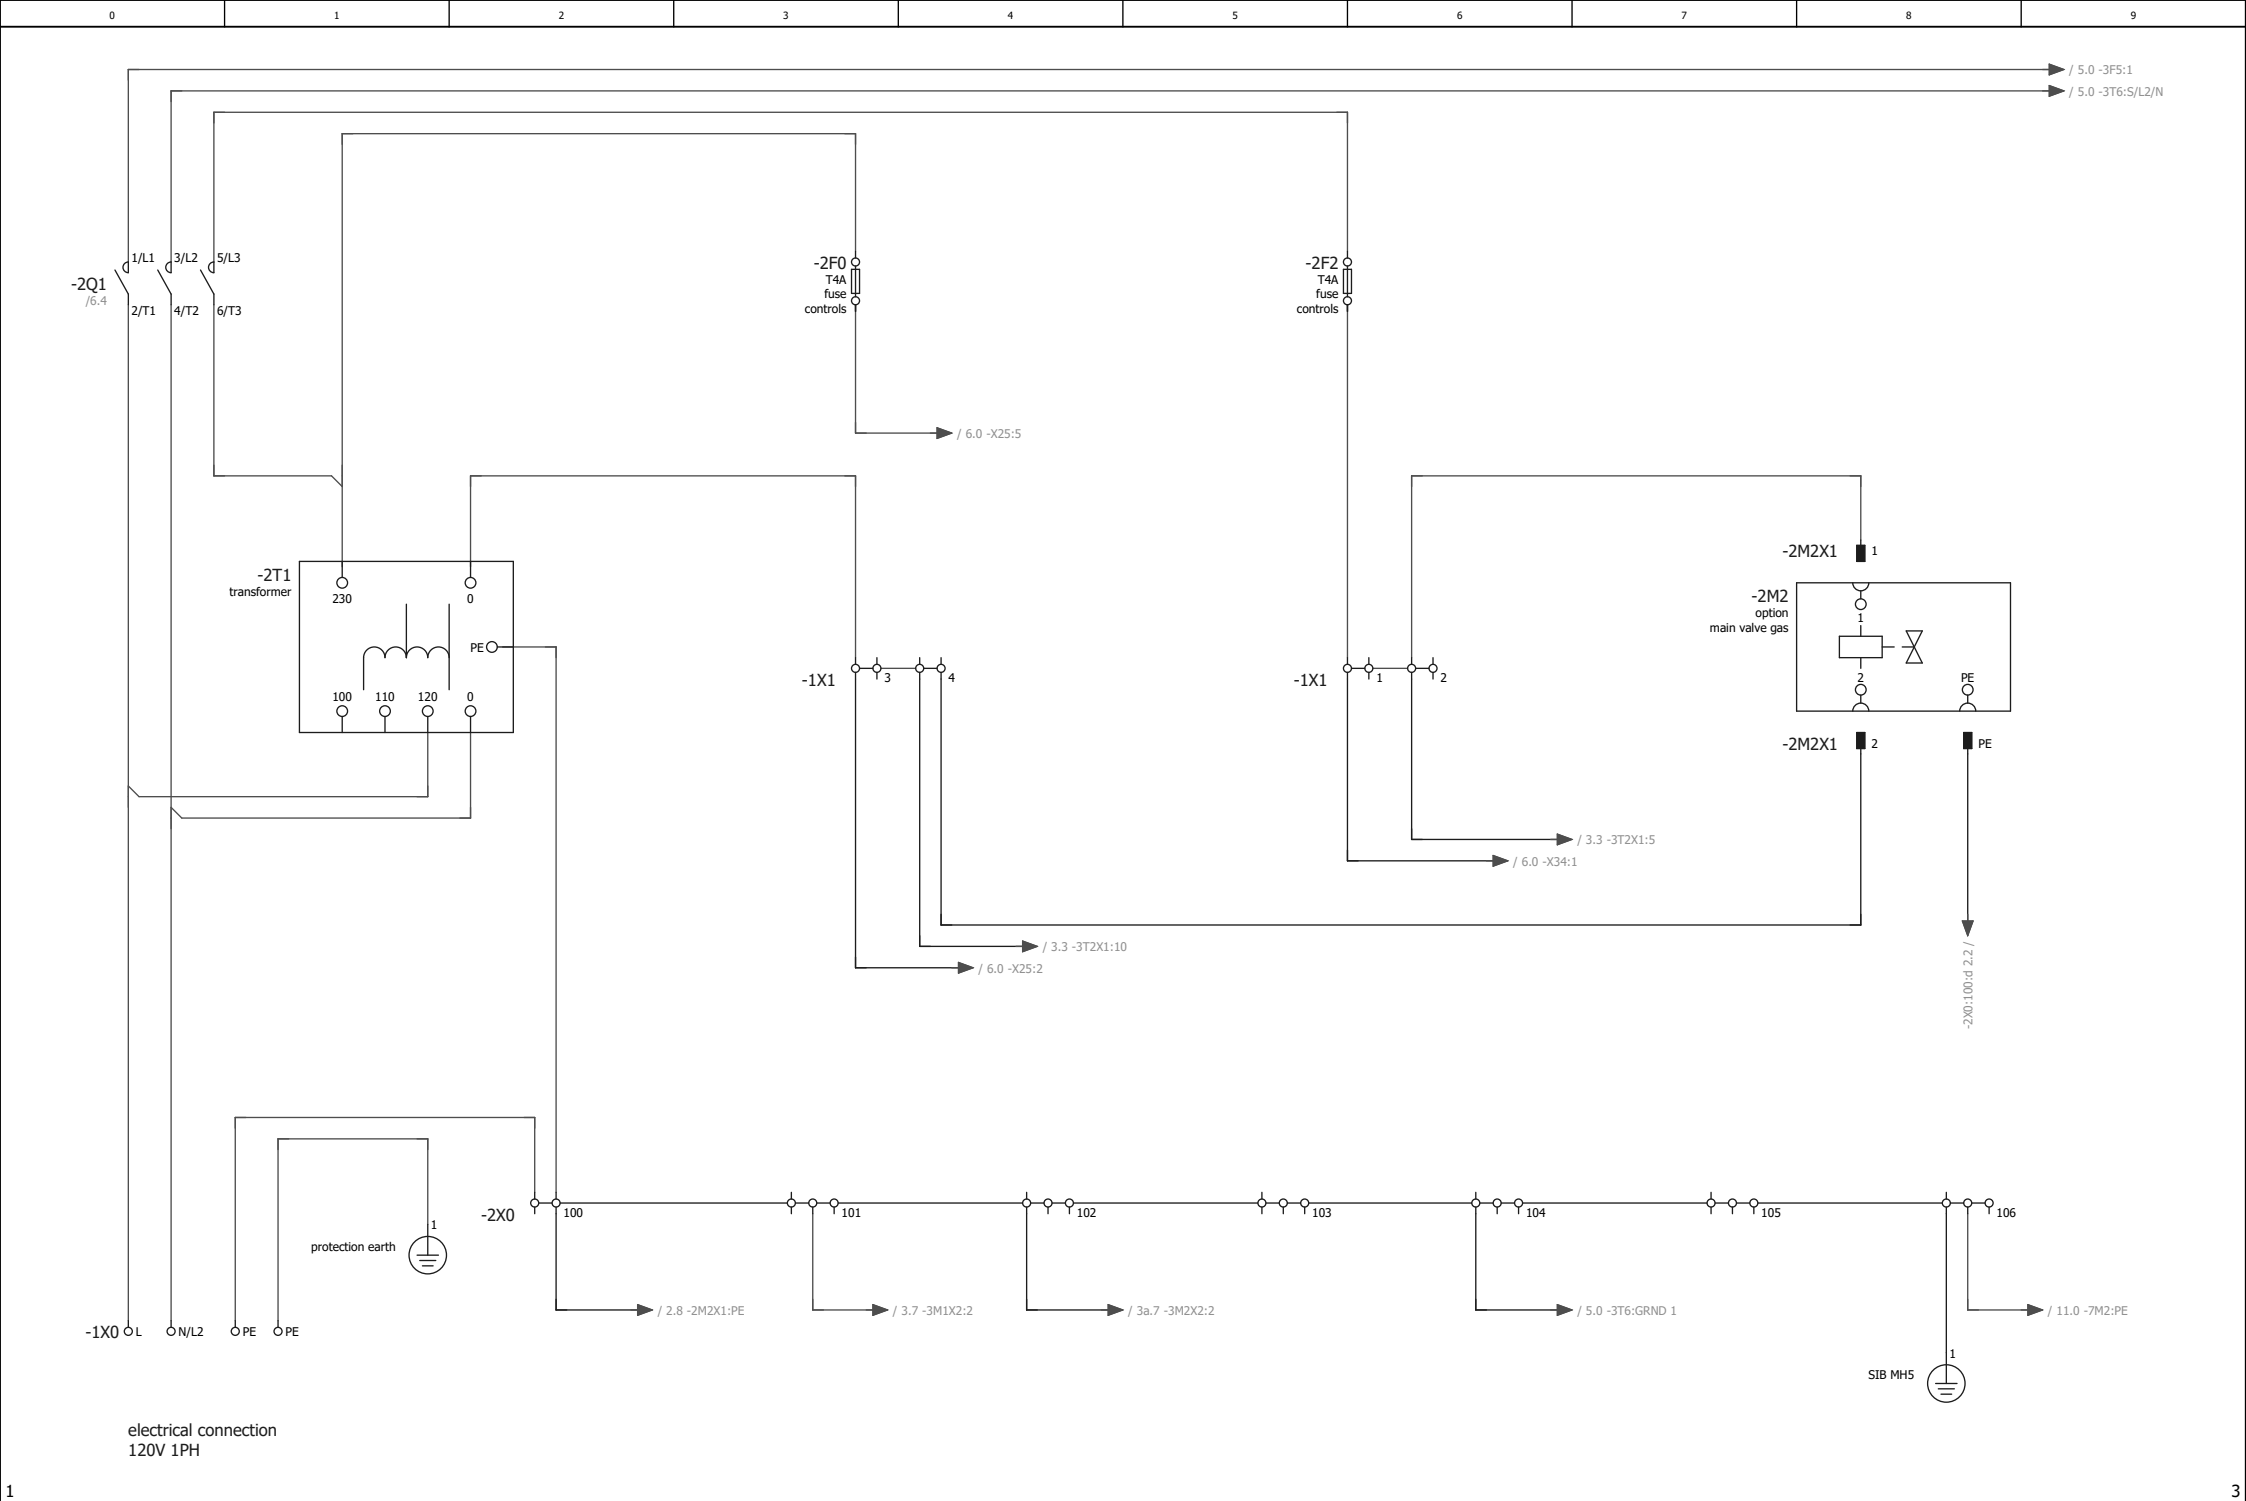 0 1 2 3 4 5 6 7 8 9
/ 5.0 -3F5:1
/ 5.0 -3T6:S/L2/N
-2Q1
/6.4
1/L1 3/L2 5/L3
2/T1 4/T2 6/T3
-2F0
T4A
fuse
controls
-2F2
T4A
fuse
controls
/ 6.0 -X25:5
-2T1
transformer
230 0
PE
100 110 120 0
-1X1 3 4
-1X1 1 2
-2M2X1 1
-2M2
option
main valve gas
1
2
PE
-2M2X1 2 PE
/ 3.3 -3T2X1:5
/ 6.0 -X34:1
/ 3.3 -3T2X1:10
/ 6.0 -X25:2
-2X0:100:d 2.2 /
-2X0 100 101 102 103 104 105 106
1
protection earth
/ 2.8 -2M2X1:PE
/ 3.7 -3M1X2:2
/ 3a.7 -3M2X2:2
/ 5.0 -3T6:GRND 1
/ 11.0 -7M2:PE
-1X0 L N/L2 PE PE
1
SIB MH5
electrical connection
120V 1PH
1 3